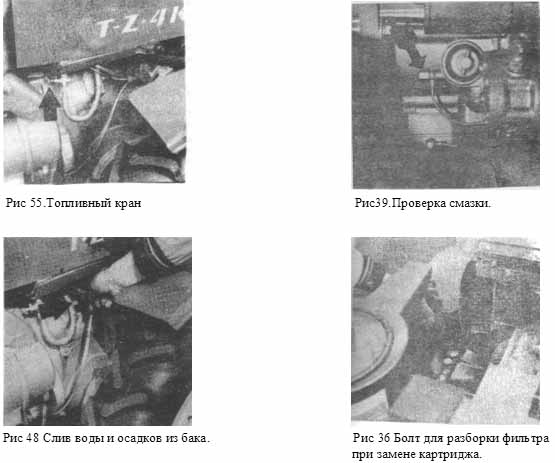 T-Z-4K
Рис 55.Топливный кран
Рис39.Проверка смазки.
Рис 48 Слив воды и осадков из бака.
Рис 36 Болт для разборки фильтра
при замене картриджа.